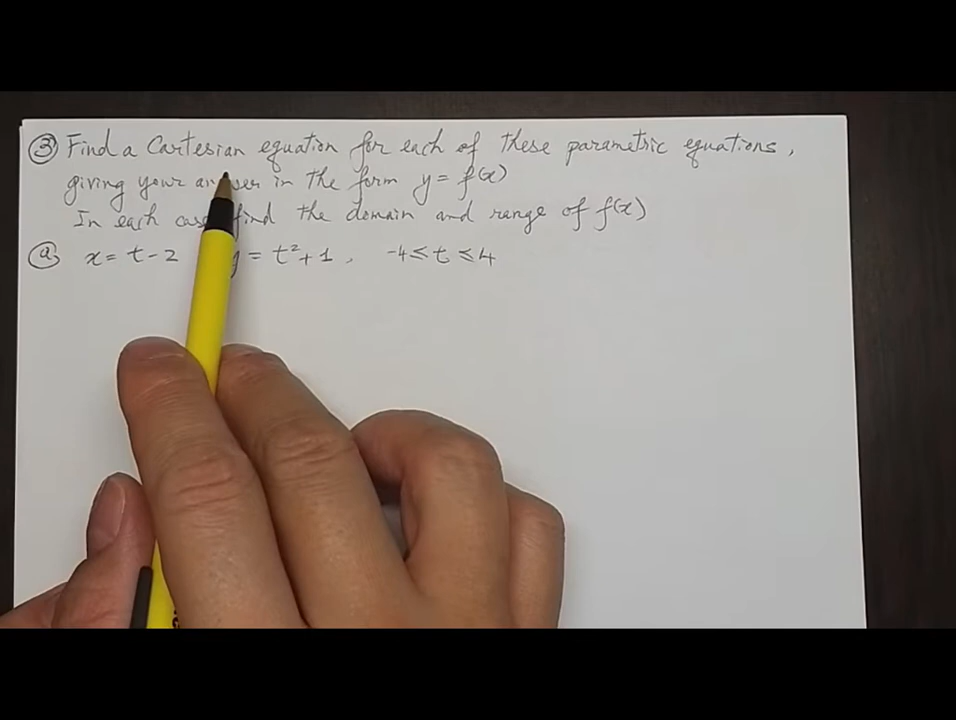 ③ Find a Cartesian equation for each of these parametric equations,
giving your answer in the form y = f(x)
In each case find the domain and range of f(x)
ⓐ x = t - 2 y = t² + 1, -4 ≤ t ≤ 4